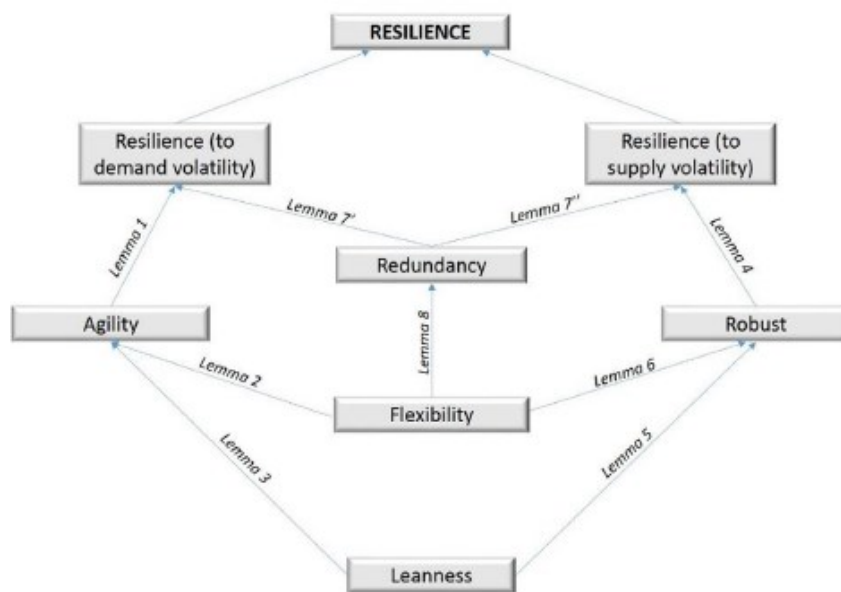 RESILIENCE
Resilience (to
demand volatility)
Resilience (to
supply volatility)
Lemma 7'
Lemma 7''
Lemma 1
Lemma 4
Redundancy
Agility
Robust
Lemma 8
Lemma 2
Lemma 6
Flexibility
Lemma 3
Lemma 5
Leanness